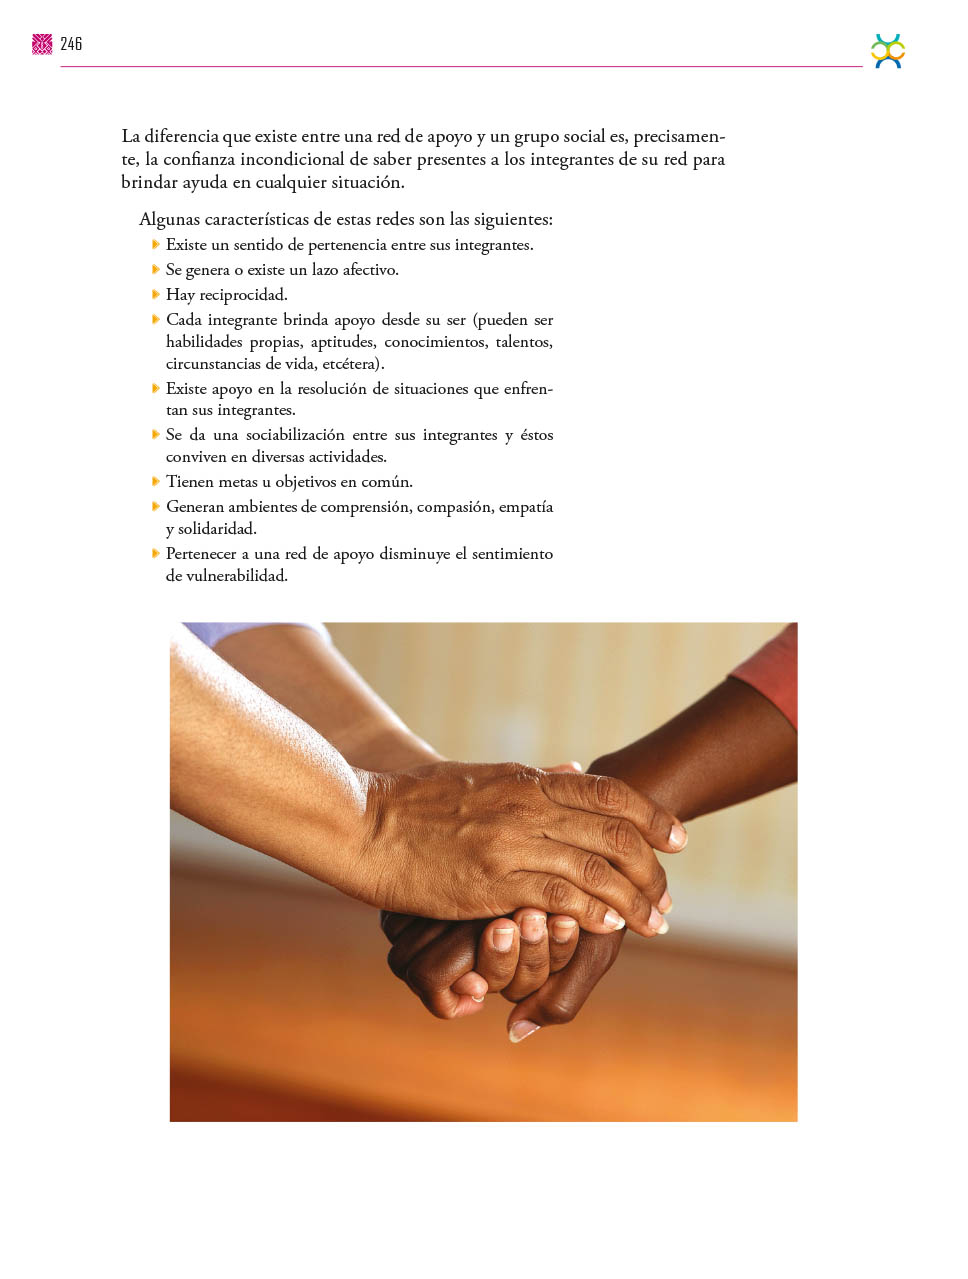 246
La diferencia que existe entre una red de apoyo y un grupo social es, precisamen-
te, la confianza incondicional de saber presentes a los integrantes de su red para
brindar ayuda en cualquier situación.
Algunas características de estas redes son las siguientes:
Existe un sentido de pertenencia entre sus integrantes.
Se genera o existe un lazo afectivo.
Hay reciprocidad.
Cada integrante brinda apoyo desde su ser (pueden ser
habilidades propias, aptitudes, conocimientos, talentos,
circunstancias de vida, etcétera).
Existe apoyo en la resolución de situaciones que enfren-
tan sus integrantes.
Se da una sociabilización entre sus integrantes y éstos
conviven en diversas actividades.
Tienen metas u objetivos en común.
Generan ambientes de comprensión, compasión, empatía
y solidaridad.
Pertenecer a una red de apoyo disminuye el sentimiento
de vulnerabilidad.